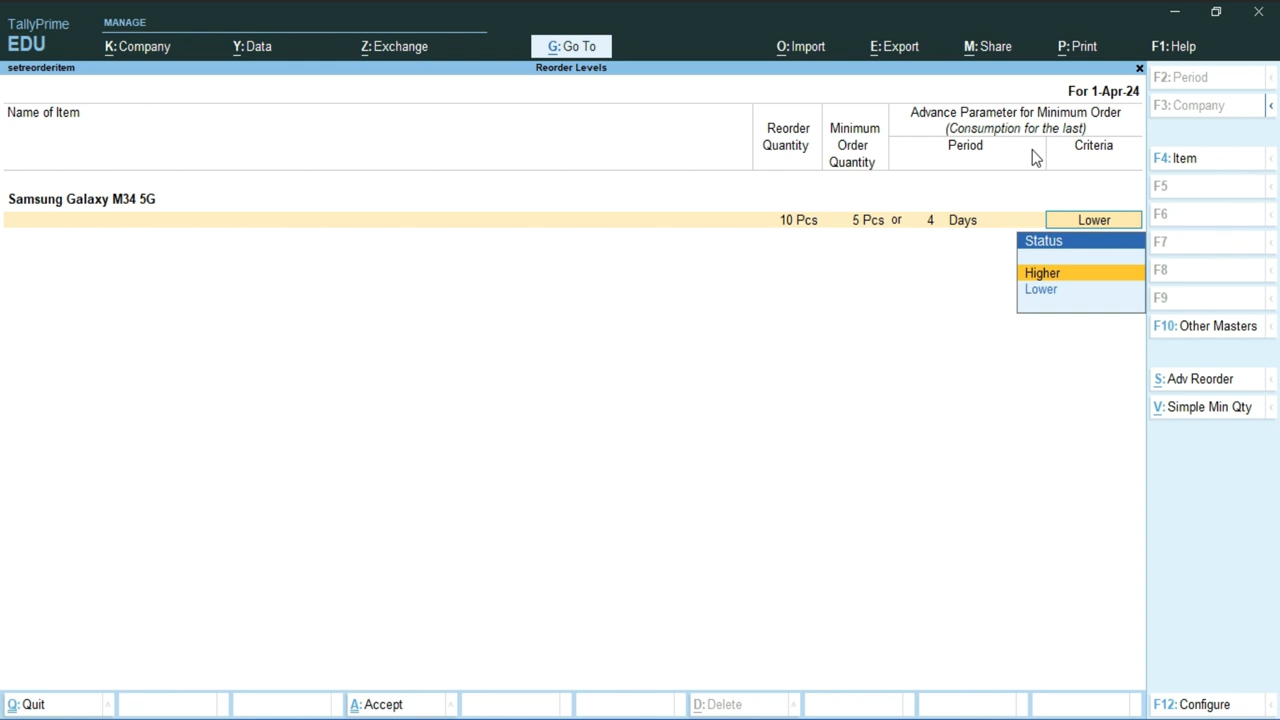 TallyPrime
EDU
MANAGE
K: Company
Y: Data
Z: Exchange
G: Go To
O: Import
E: Export
M: Share
P: Print
F1: Help
setreorderitem
Reorder Levels
For 1-Apr-24
Name of Item
Reorder
Quantity
Minimum
Order
Quantity
Advance Parameter for Minimum Order
(Consumption for the last)
Period
Criteria
Samsung Galaxy M34 5G
10 Pcs 5 Pcs or 4 Days Lower
Status
Higher
Lower
F2: Period
F3: Company
F4: Item
F5
F6
F7
F8
F9
F10: Other Masters
S: Adv Reorder
V: Simple Min Qty
Q: Quit
A: Accept
D: Delete
F12: Configure